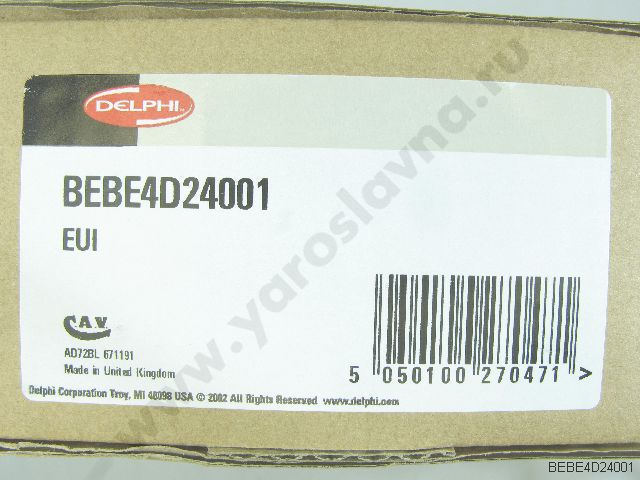 DELPHI
BEBE4D24001
EUI
C.A.V.
AD72BL 671191
Made in United Kingdom
5 050100 270471 >
Delphi Corporation Troy, MI 48098 USA © 2002 All Rights Reserved www.delphi.com
www.yaroslavna.ru
BEBE4D24001